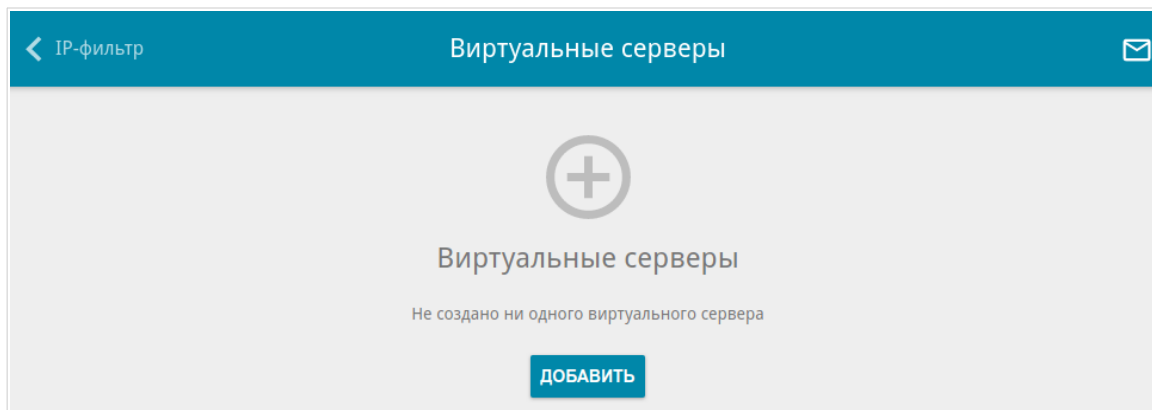 IP-фильтр
Виртуальные серверы
Виртуальные серверы
Не создано ни одного виртуального сервера
ДОБАВИТЬ